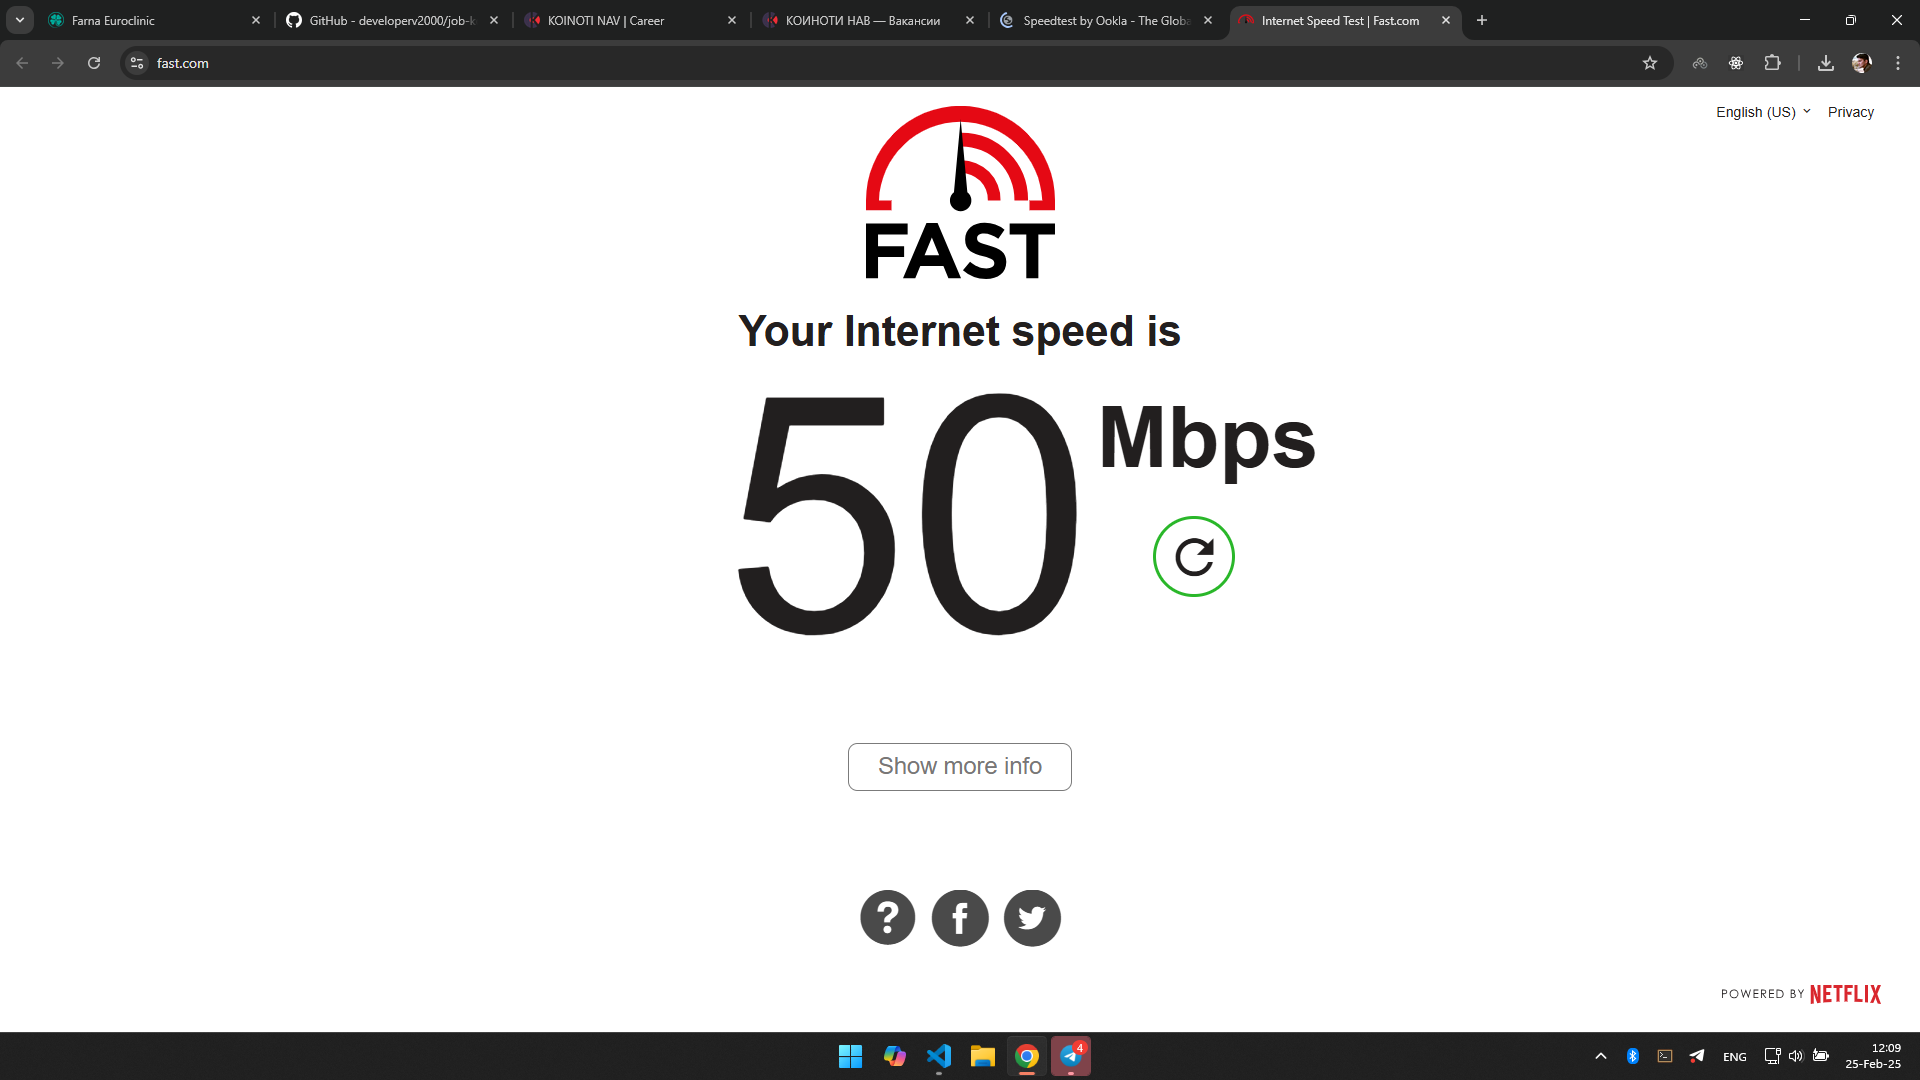 Farna Euroclinic
GitHub - developerv2000/job-k
KOINOTI NAV | Career
КОИНОТИ НАВ — Вакансии
Speedtest by Ookla - The Globa
Internet Speed Test | Fast.com
fast.com
English (US)
Privacy
FAST
Your Internet speed is
50 Mbps
Show more info
POWERED BY NETFLIX
4
ENG
12:09
25-Feb-25